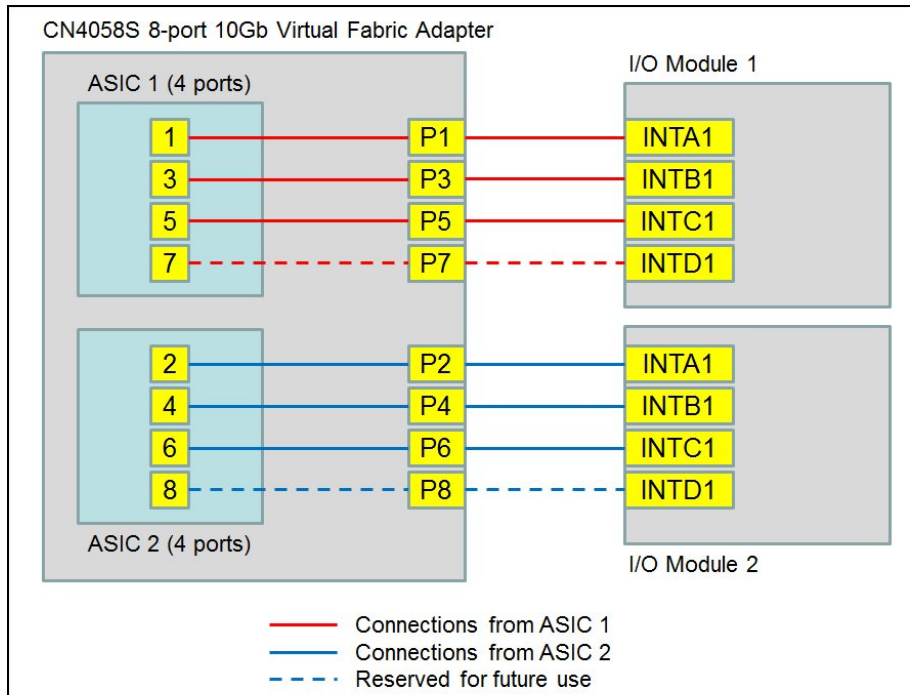 CN4058S 8-port 10Gb Virtual Fabric Adapter
I/O Module 1
ASIC 1 (4 ports)
1 P1 INTA1
3 P3 INTB1
5 P5 INTC1
7 P7 INTD1
2 P2 INTA1
4 P4 INTB1
6 P6 INTC1
8 P8 INTD1
ASIC 2 (4 ports)
I/O Module 2
Connections from ASIC 1
Connections from ASIC 2
Reserved for future use